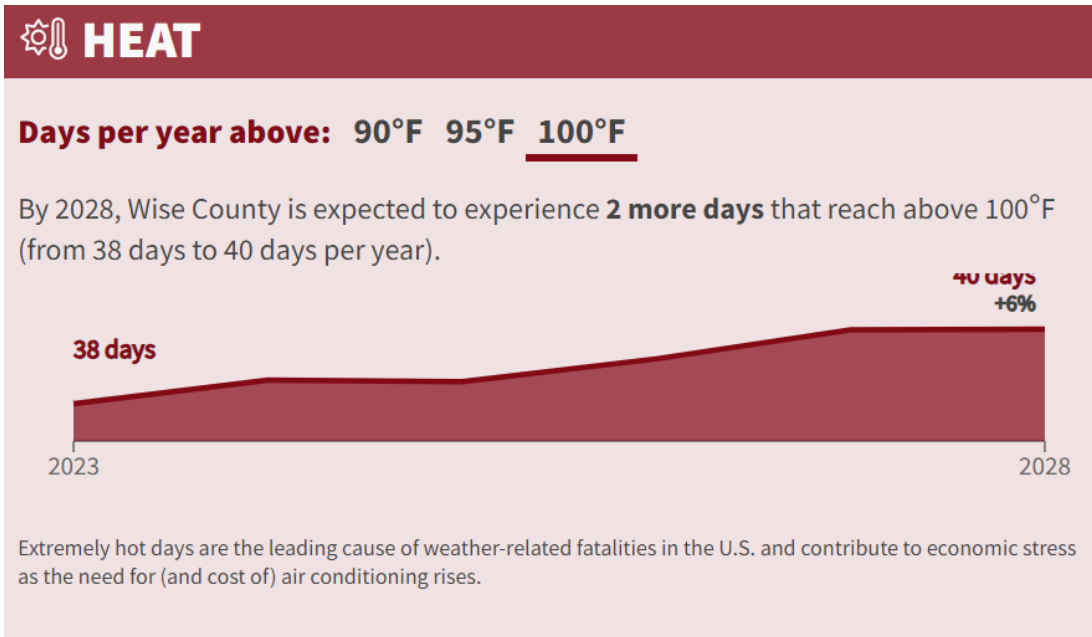 HEAT
Days per year above: 90°F 95°F 100°F
By 2028, Wise County is expected to experience 2 more days that reach above 100°F
(from 38 days to 40 days per year).
40 days
+6%
38 days
2023
2028
Extremely hot days are the leading cause of weather-related fatalities in the U.S. and contribute to economic stress
as the need for (and cost of) air conditioning rises.